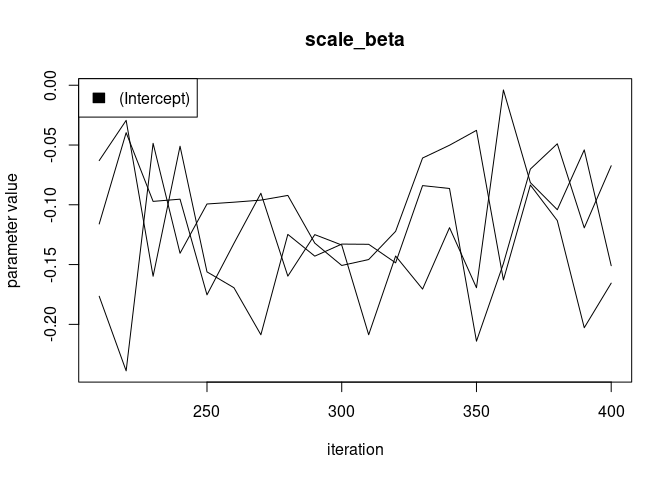 scale_beta
(Intercept)
parameter value
0.00
-0.05
-0.10
-0.15
-0.20
250
300
350
400
iteration